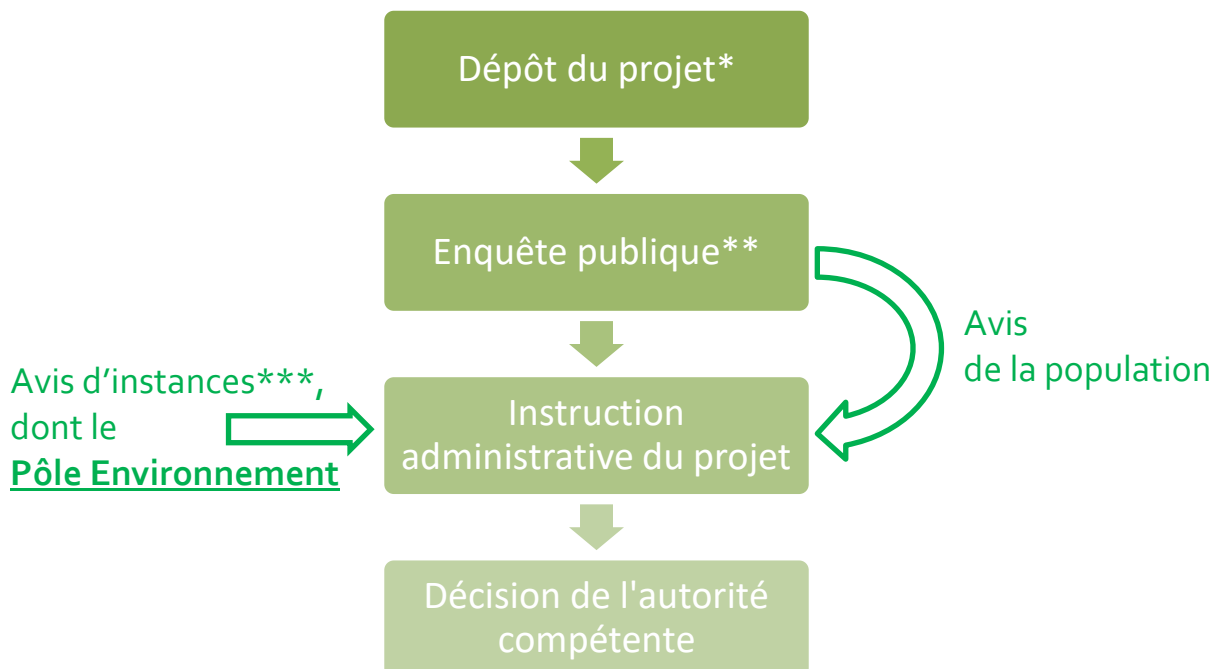 Dépôt du projet*
Enquête publique**
Avis
de la population
Avis d’instances***,
dont le
Pôle Environnement
Instruction
administrative du projet
Décision de l'autorité
compétente